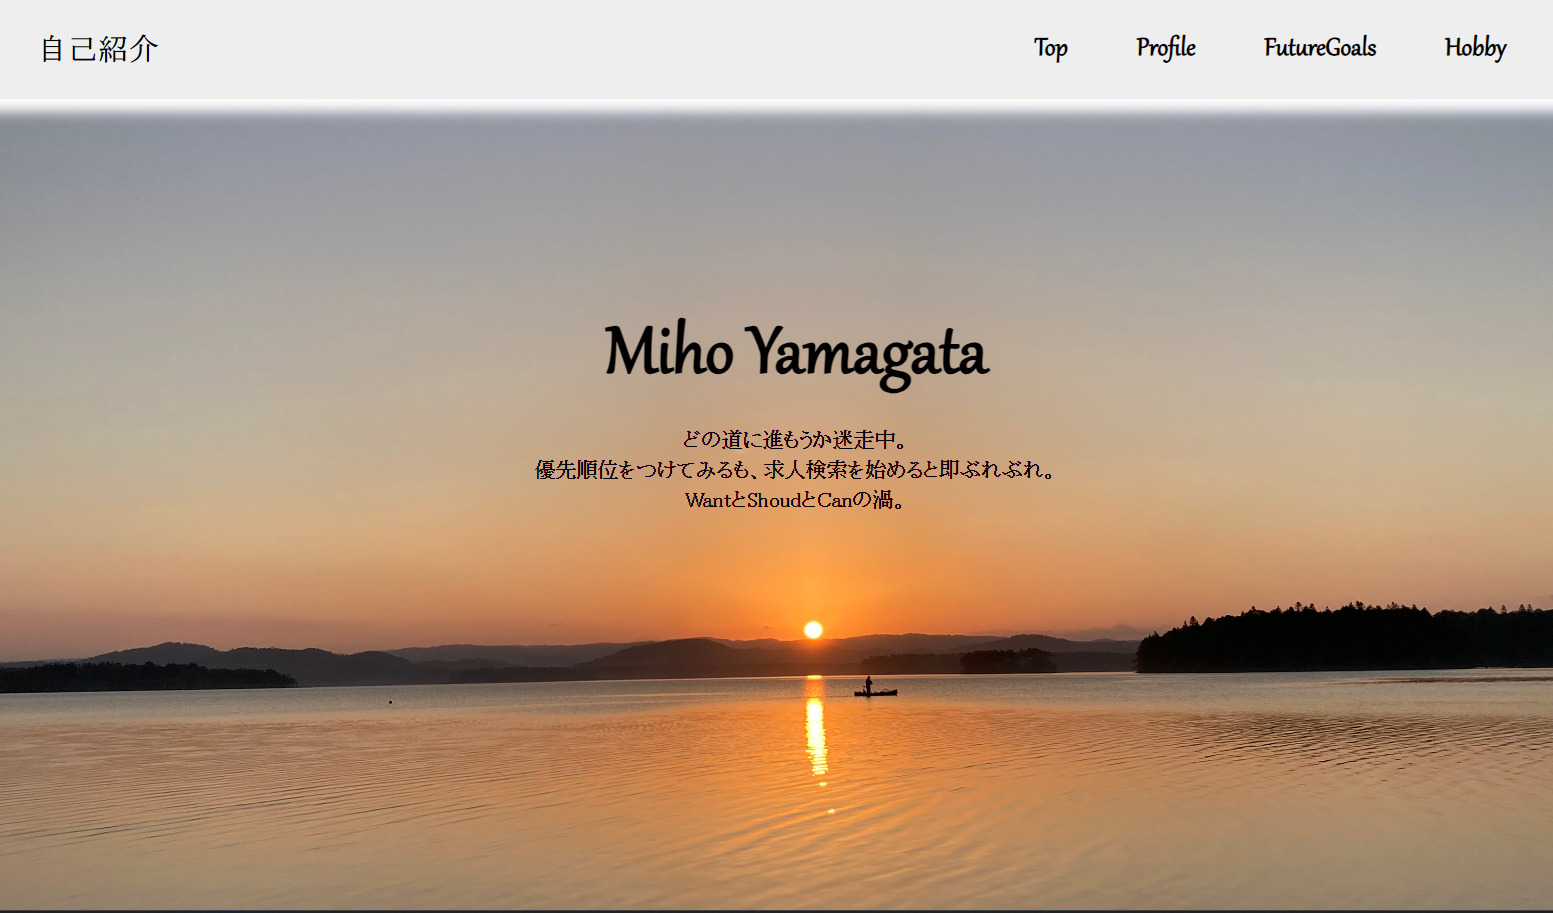 自己紹介
Top Profile FutureGoals Hobby
Miho Yamagata
どの道に進もうか迷走中。
優先順位をつけてみるも、求人検索を始めると即ぶれぶれ。
WantとShoudとCanの渦。